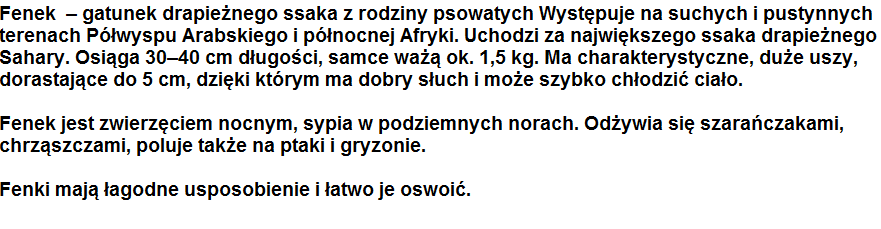 Fenek  – gatunek drapieżnego ssaka z rodziny psowatych Występuje na suchych i pustynnych
terenach Półwyspu Arabskiego i północnej Afryki. Uchodzi za największego ssaka drapieżnego
Sahary. Osiąga 30–40 cm długości, samce ważą ok. 1,5 kg. Ma charakterystyczne, duże uszy,
dorastające do 5 cm, dzięki którym ma dobry słuch i może szybko chłodzić ciało.

Fenek jest zwierzęciem nocnym, sypia w podziemnych norach. Odżywia się szarańczakami,
chrząszczami, poluje także na ptaki i gryzonie.

Fenki mają łagodne usposobienie i łatwo je oswoić.